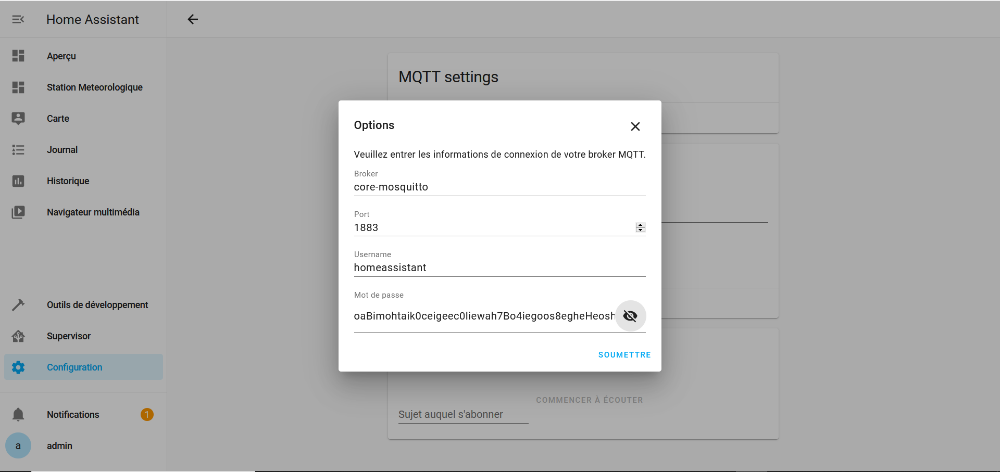 Home Assistant
Aperçu
Station Meteorologique
Carte
Journal
Historique
Navigateur multimédia
Outils de développement
Supervisor
Configuration
Notifications
1
a
admin
MQTT settings
Options
Veuillez entrer les informations de connexion de votre broker MQTT.
Broker
core-mosquitto
Port
1883
Username
homeassistant
Mot de passe
oaBimohtaik0ceigeec0liewah7Bo4iegoos8egheHeosh
SOUMETTRE
COMMENCER À ÉCOUTER
Sujet auquel s'abonner